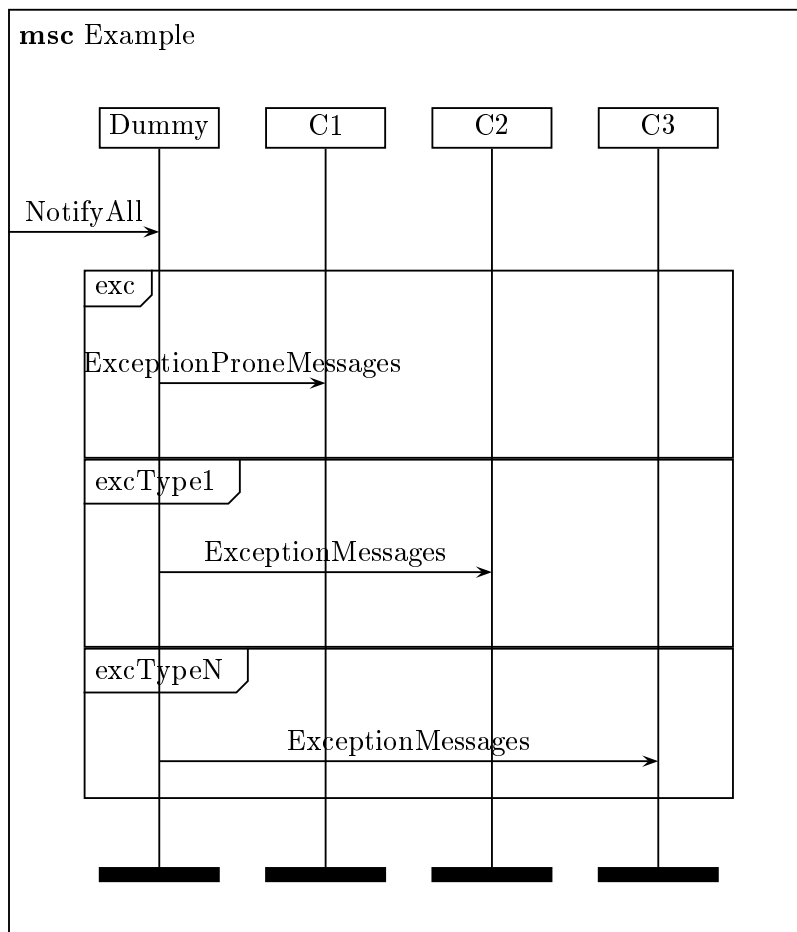 msc Example
Dummy C1 C2 C3
NotifyAll
exc
ExceptionProneMessages
excType1
ExceptionMessages
excTypeN
ExceptionMessages